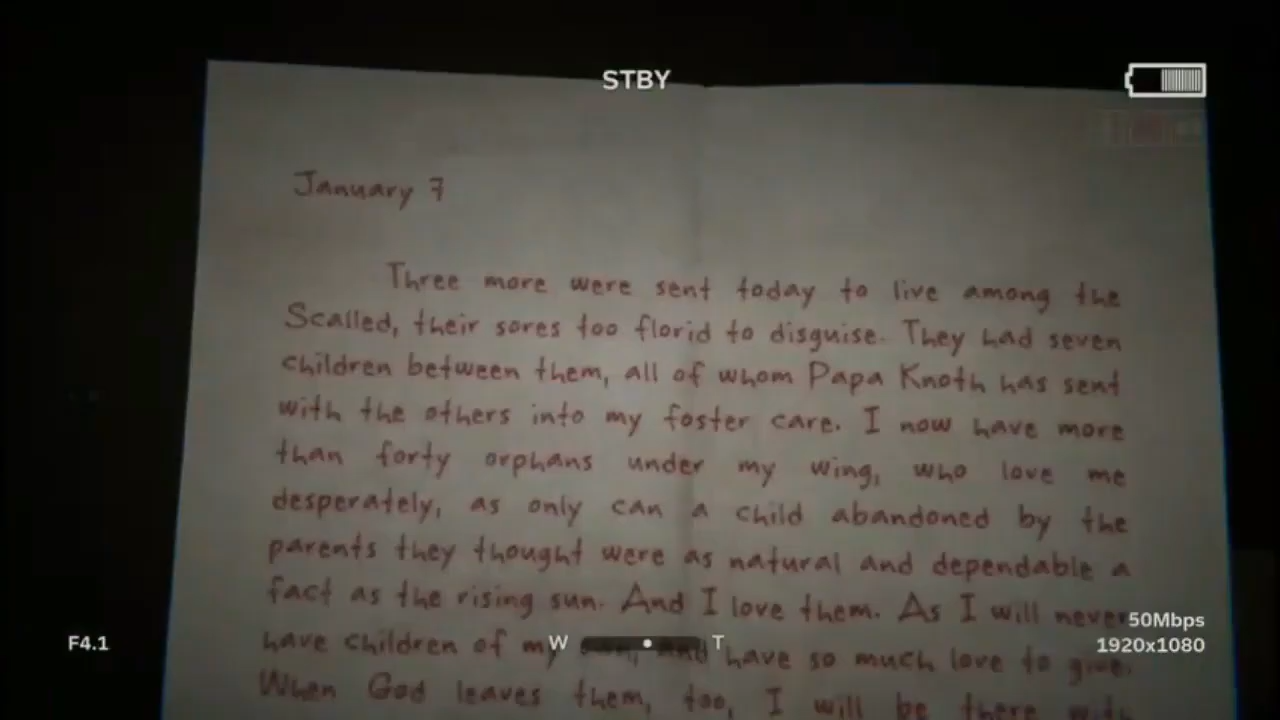 STBY
January 7
Three more were sent today to live among the
Scalled, their sores too florid to disguise. They had seven
children between them, all of whom Papa Knoth has sent
with the others into my foster care. I now have more
than forty orphans under my wing, who love me
desperately, as only can a child abandoned by the
parents they thought were as natural and dependable a
fact as the rising sun. And I love them. As I will never
50Mbps
F4.1
W
T
1920x1080
have children of my own, and have so much love to give.
When God leaves them, too, I will be there with